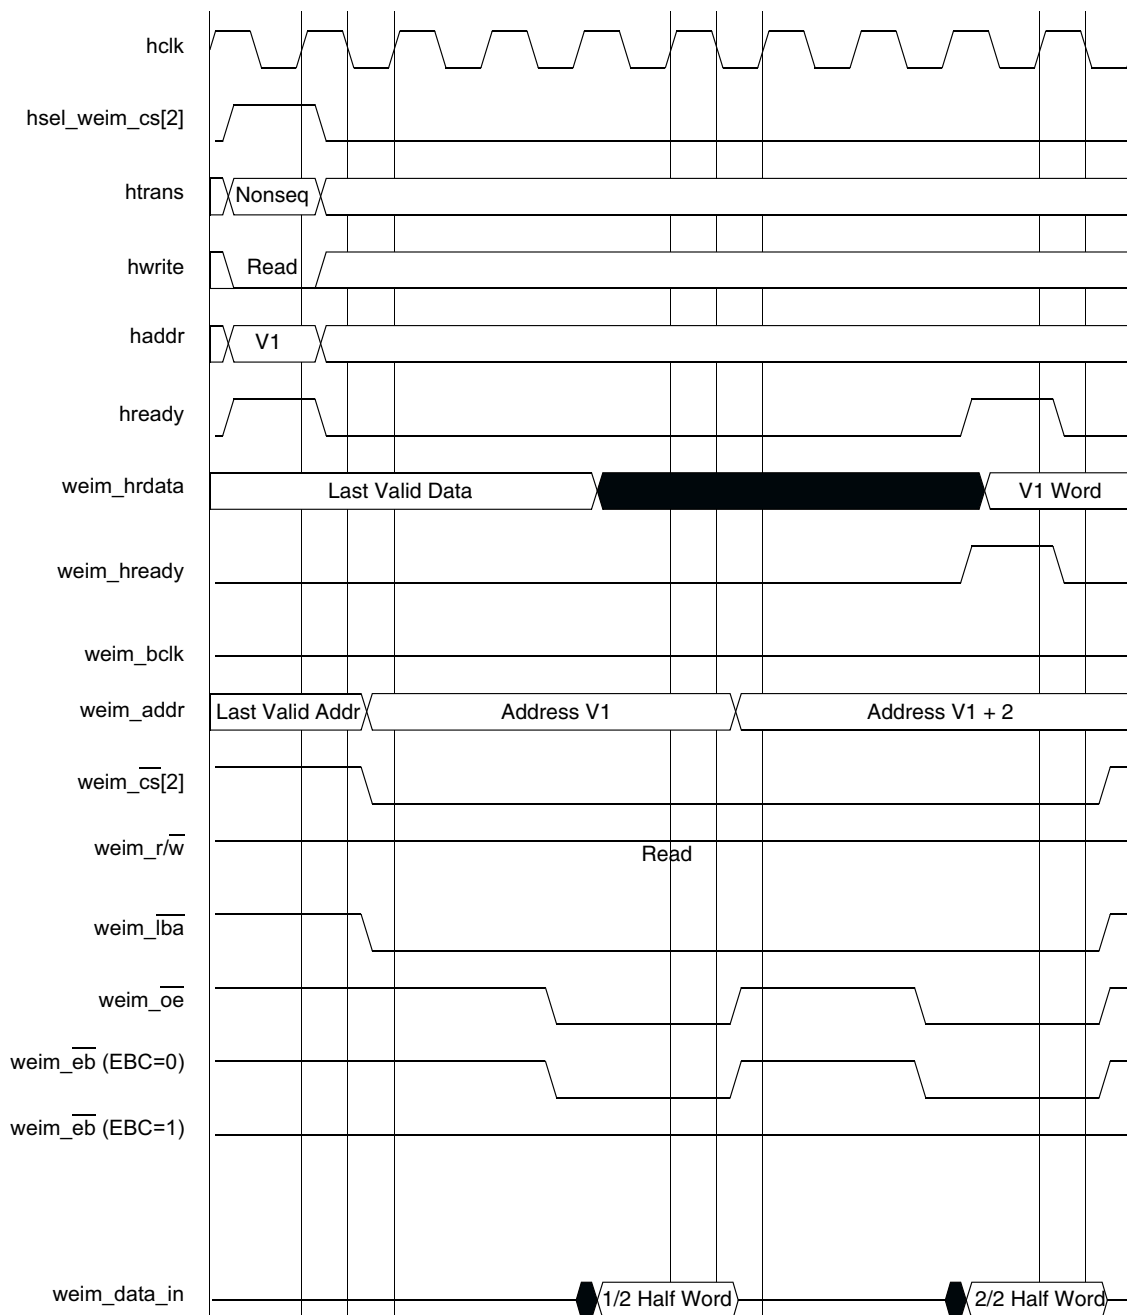 hclk
hsel_weim_cs[2]
htrans Nonseq
hwrite Read
haddr V1
hready
weim_hrdata Last Valid Data V1 Word
weim_hready
weim_bclk
weim_addr Last Valid Addr Address V1 Address V1 + 2
weim_cs[2]
weim_r/w Read
weim_lba
weim_oe
weim_eb (EBC=0)
weim_eb (EBC=1)
weim_data_in 1/2 Half Word 2/2 Half Word